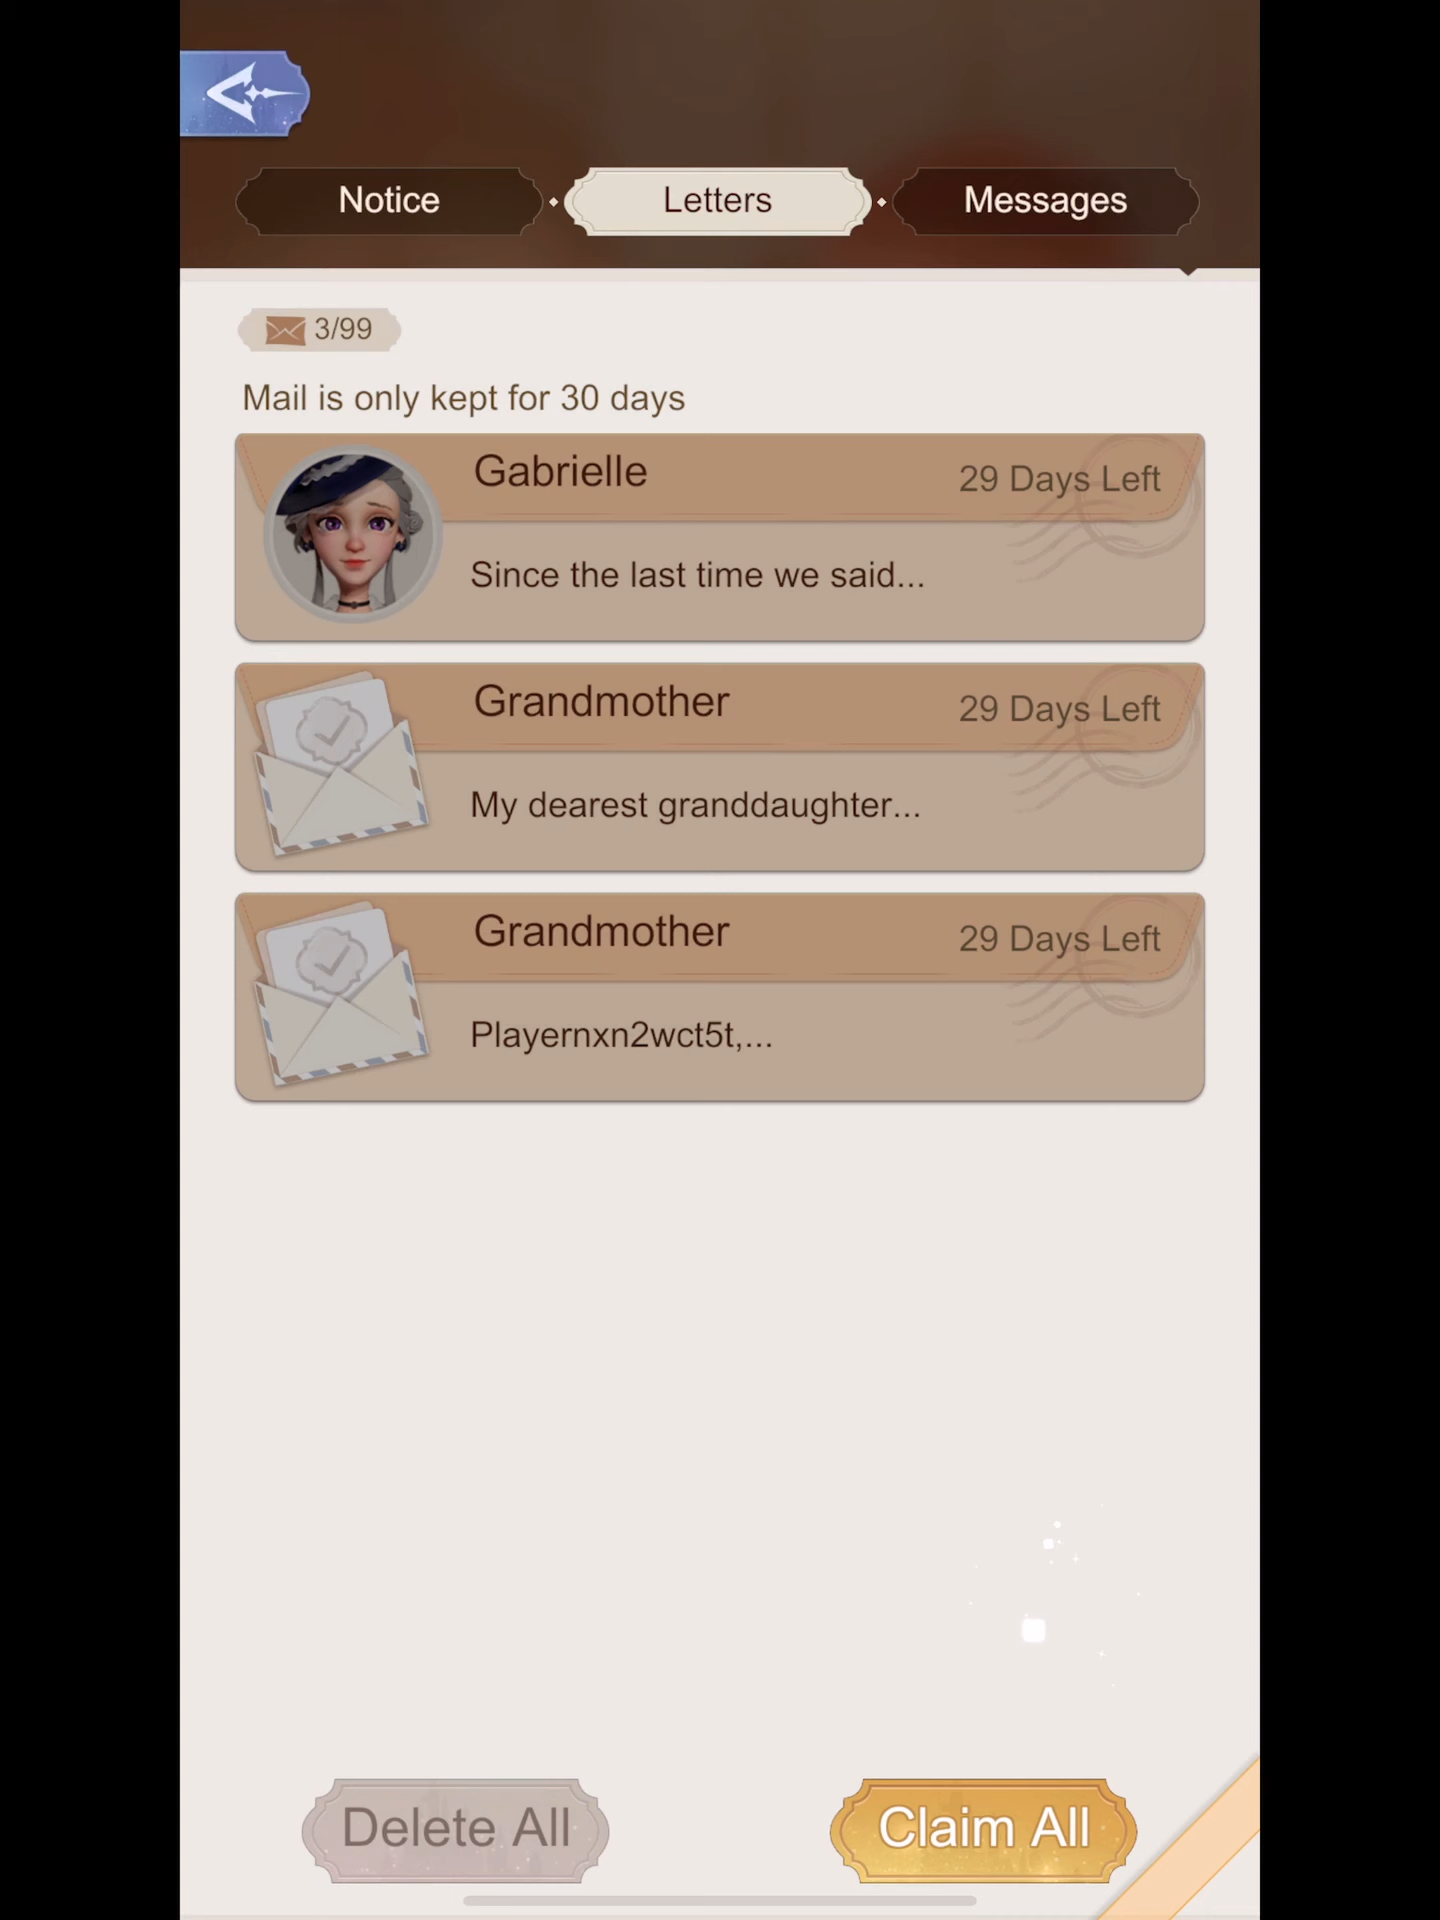 Notice
Letters
Messages
3/99
Mail is only kept for 30 days
Gabrielle
29 Days Left
Since the last time we said...
Grandmother
29 Days Left
My dearest granddaughter...
Grandmother
29 Days Left
Playernxn2wct5t,...
Delete All
Claim All